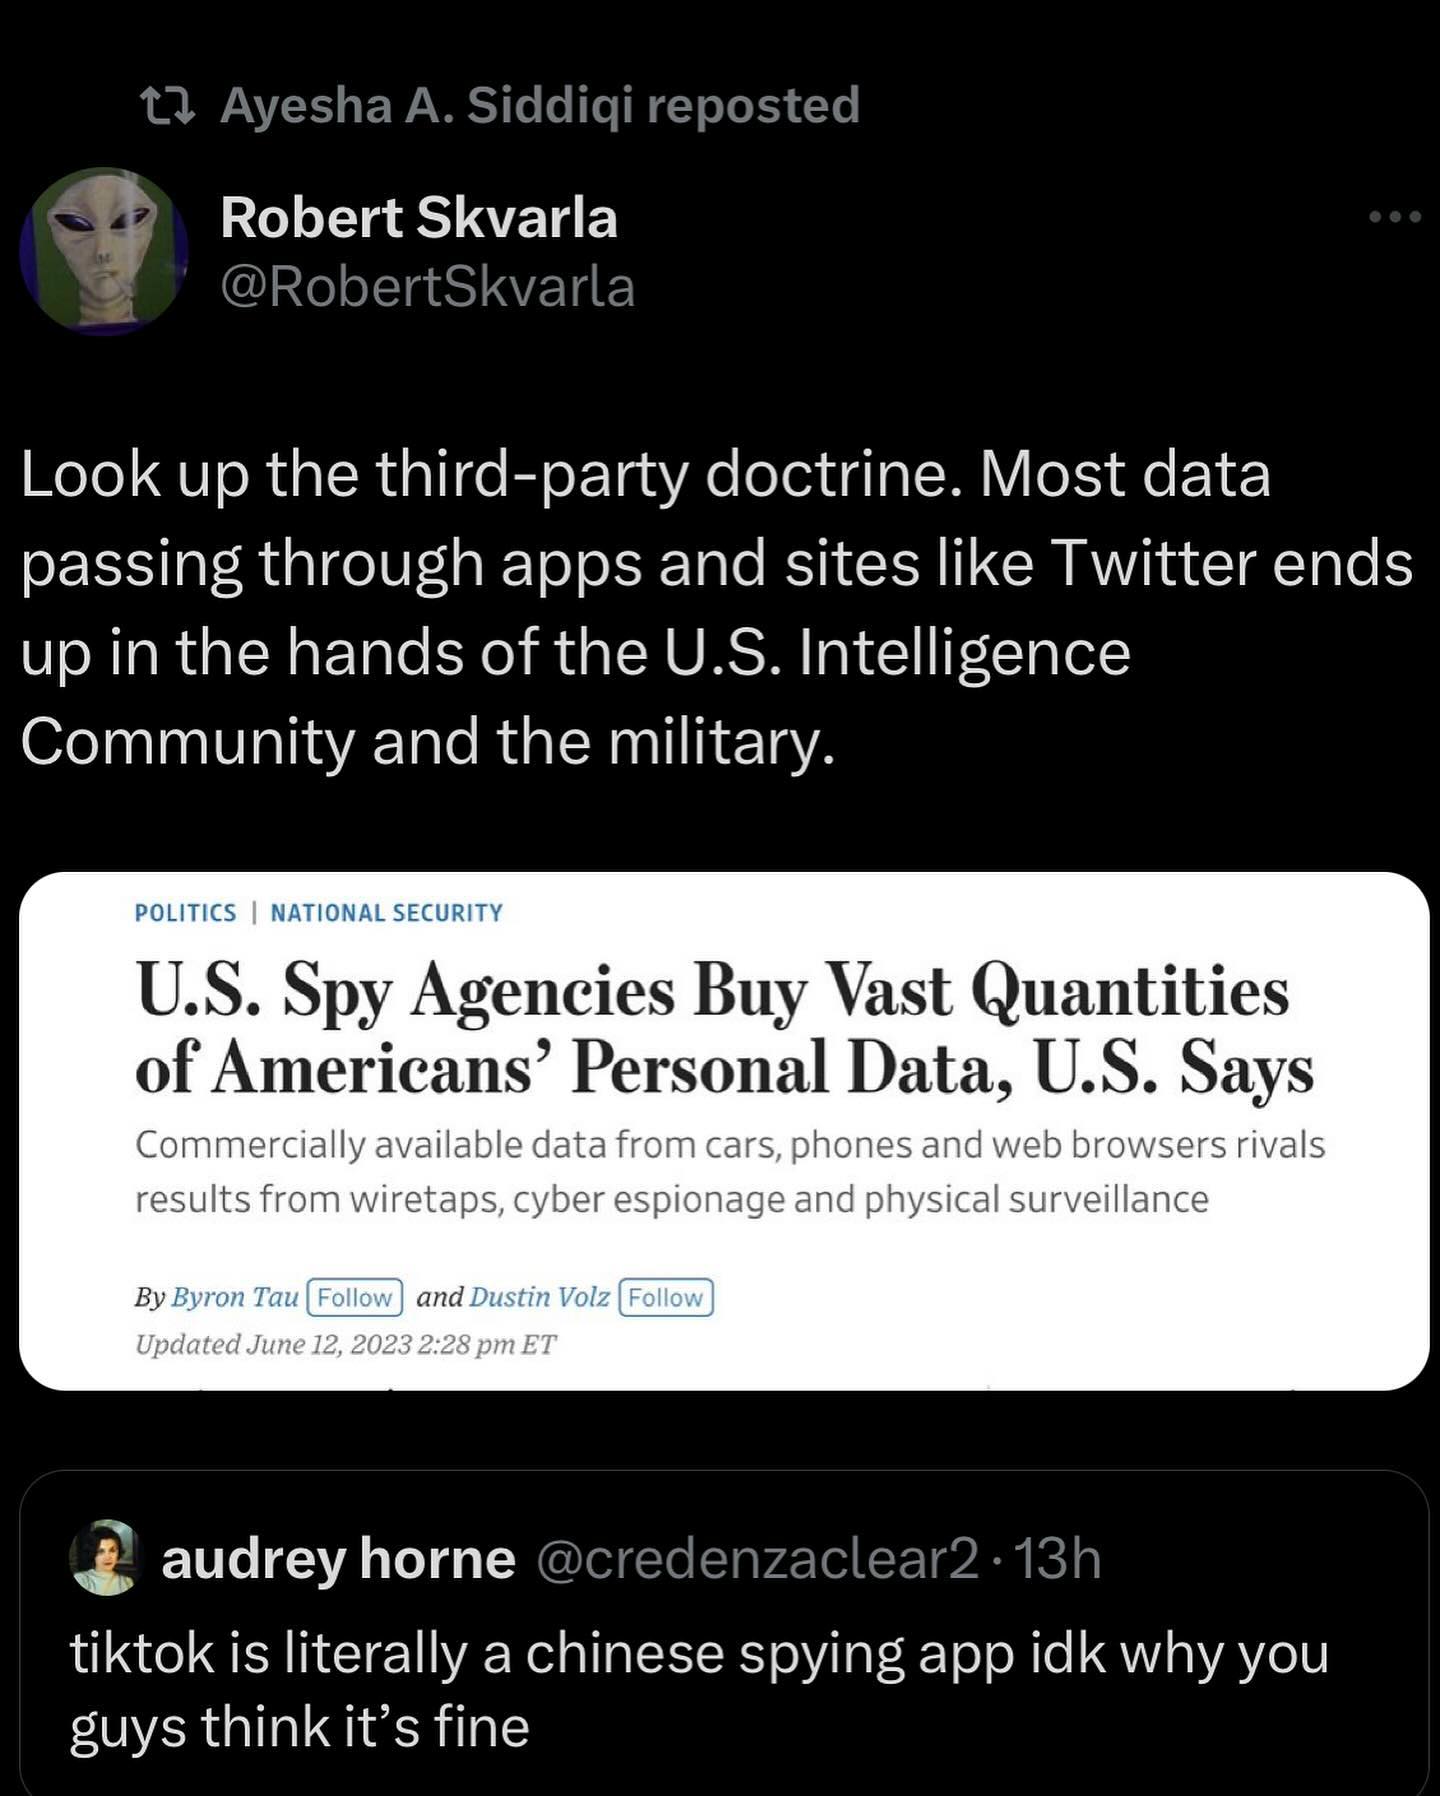 Ayesha A. Siddiqi reposted
Robert Skvarla
@RobertSkvarla
Look up the third-party doctrine. Most data
passing through apps and sites like Twitter ends
up in the hands of the U.S. Intelligence
Community and the military.
POLITICS | NATIONAL SECURITY
U.S. Spy Agencies Buy Vast Quantities
of Americans’ Personal Data, U.S. Says
Commercially available data from cars, phones and web browsers rivals
results from wiretaps, cyber espionage and physical surveillance
By Byron Tau Follow and Dustin Volz Follow
Updated June 12, 2023 2:28 pm ET
audrey horne @credenzaclear2 · 13h
tiktok is literally a chinese spying app idk why you
guys think it’s fine